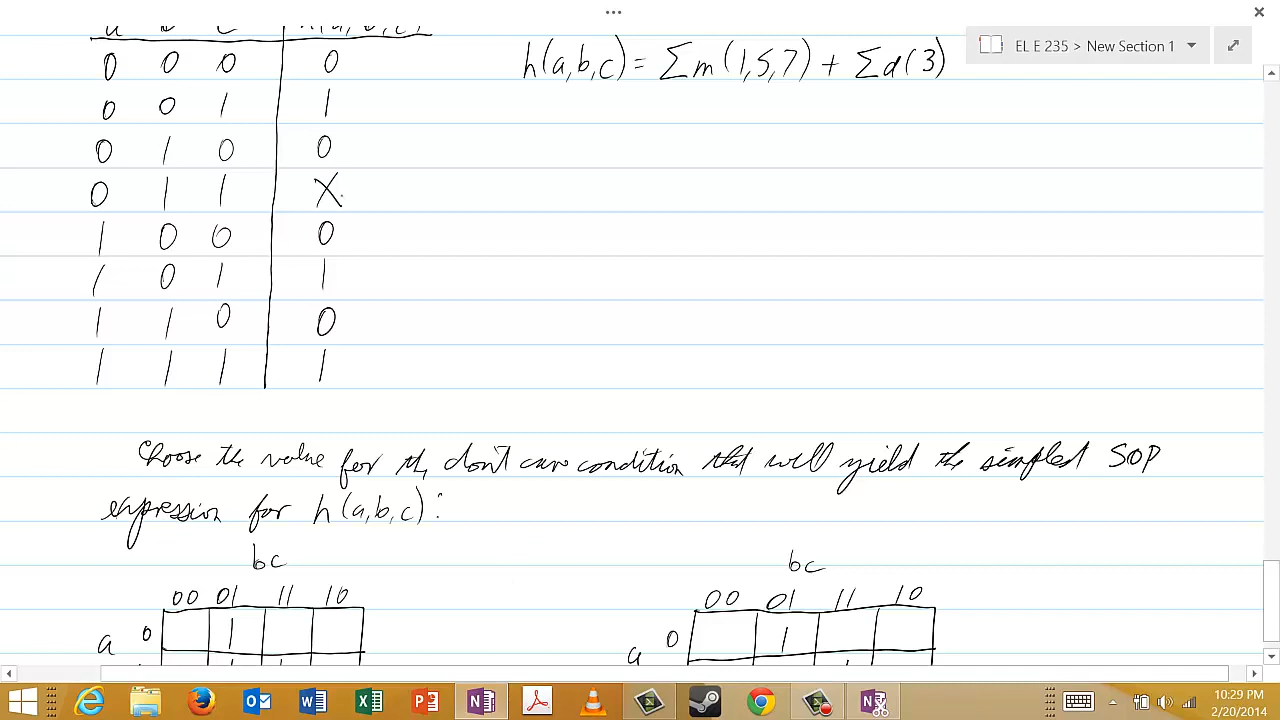 EL E 235 > New Section 1
a b c h(a,b,c)
h(a,b,c) = ∑m(1,5,7) + ∑d(3)
0 0 0 0
0 0 1 1
0 1 0 0
0 1 1 X
1 0 0 0
1 0 1 1
1 1 0 0
1 1 1 1
Choose the value for the don't care condition that will yield the simpled SOP
expression for h(a,b,c):
bc bc
00 01 11 10 00 01 11 10
a 0 1 a 0 1
10:29 PM
2/20/2014